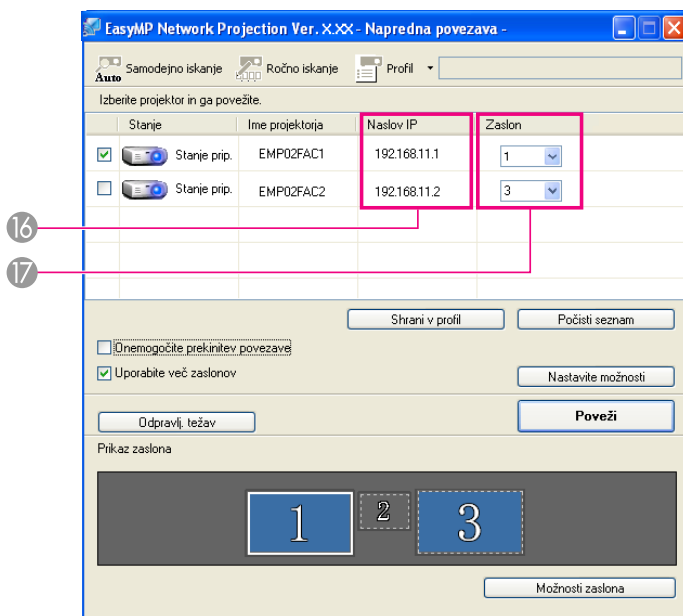 EasyMP Network Projection Ver. X.XX - Napredna povezava -
Auto Samodejno iskanje Ročno iskanje Profil
Izberite projektor in ga povežite.
Stanje Ime projektorja Naslov IP Zaslon
Stanje prip. EMP02FAC1 192.168.11.1 1
Stanje prip. EMP02FAC2 192.168.11.2 3
16
17
Shrani v profil Počisti seznam
Onemogočite prekinitev povezave
Uporabite več zaslonov
Nastavite možnosti
Odpravlj. težav Poveži
Prikaz zaslona
1 2 3
Možnosti zaslona